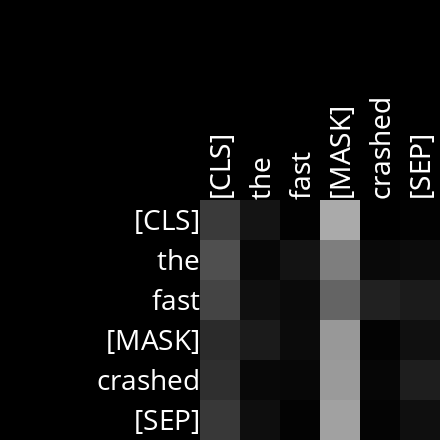 [CLS]
the
fast
[MASK]
crashed
[SEP]
[CLS]
the
fast
[MASK]
crashed
[SEP]